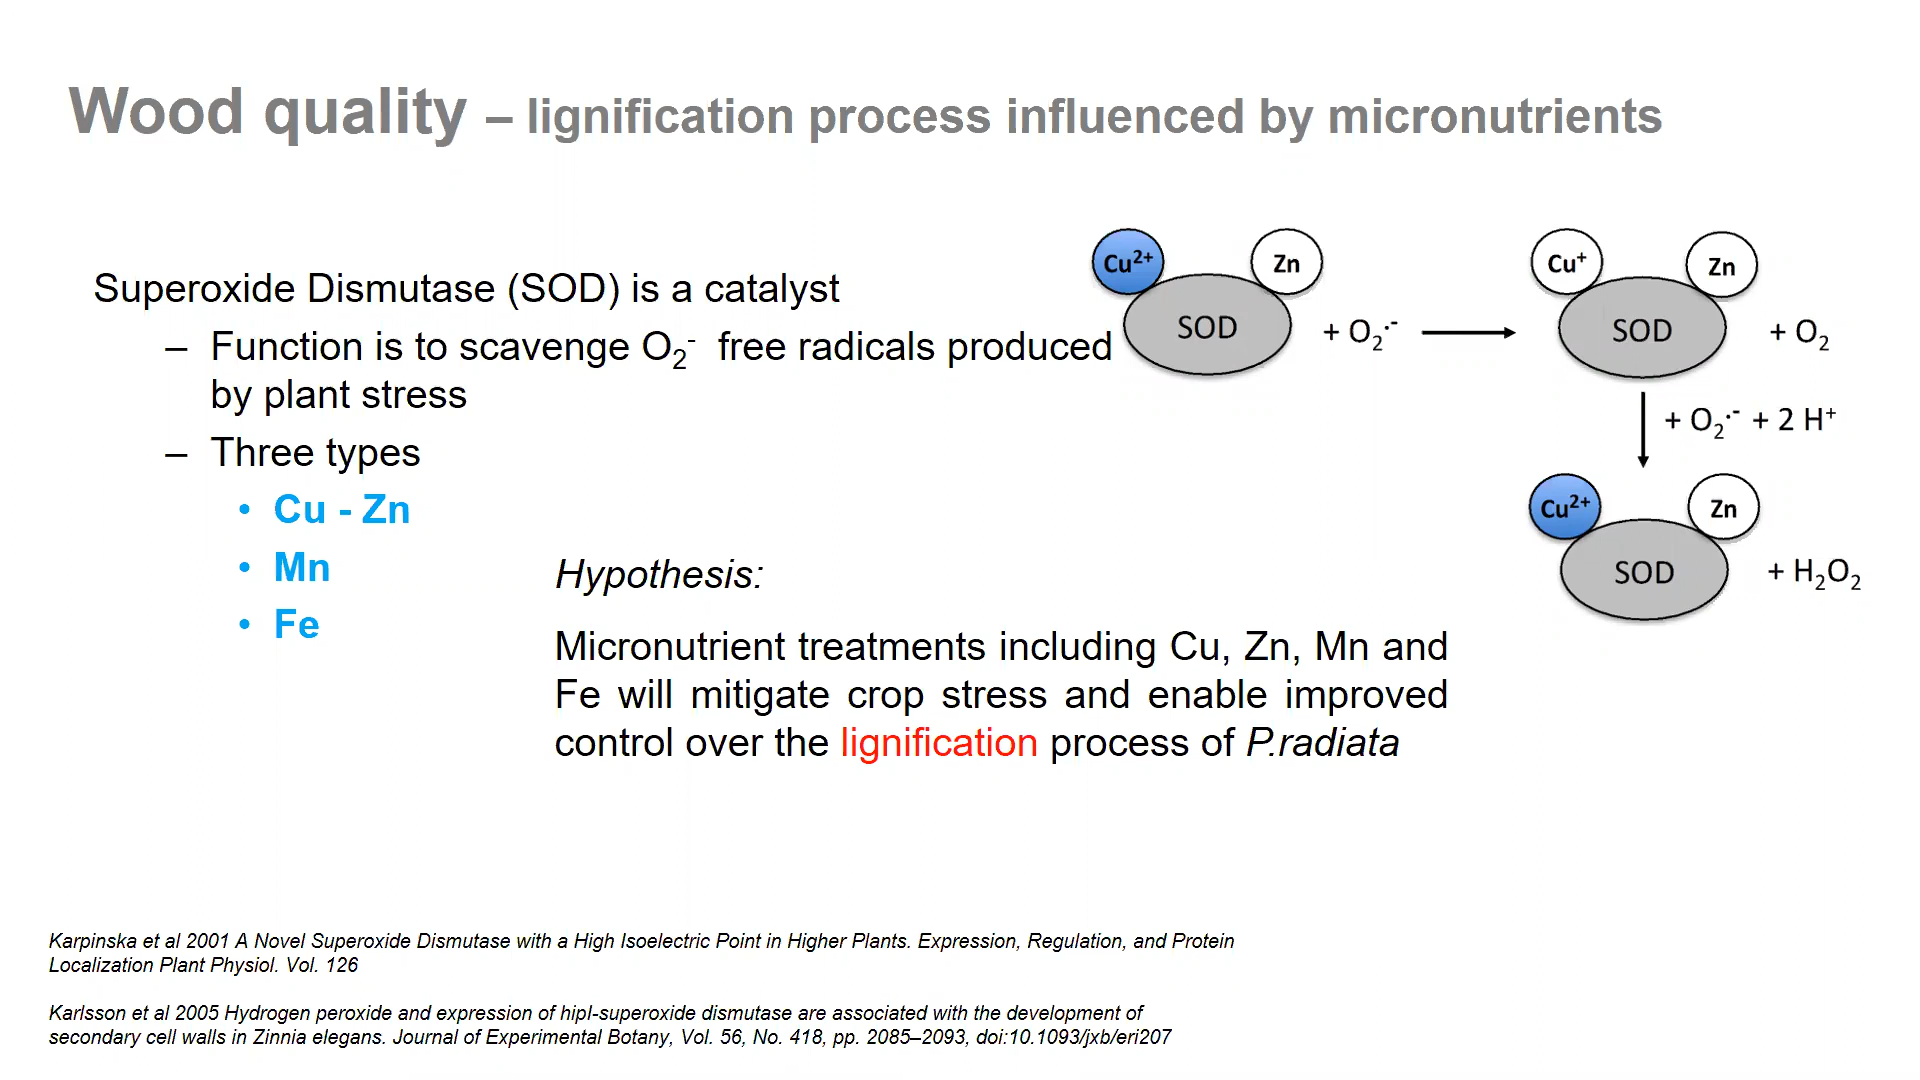 Wood quality – lignification process influenced by micronutrients
Superoxide Dismutase (SOD) is a catalyst
– Function is to scavenge O₂⁻ free radicals produced
by plant stress
– Three types
• Cu - Zn
• Mn
• Fe
Cu²⁺
Zn
SOD
+ O₂·⁻
Cu⁺
Zn
SOD
+ O₂
+ O₂·⁻ + 2 H⁺
Cu²⁺
Zn
SOD
+ H₂O₂
Hypothesis:
Micronutrient treatments including Cu, Zn, Mn and
Fe will mitigate crop stress and enable improved
control over the lignification process of P.radiata
Karpinska et al 2001 A Novel Superoxide Dismutase with a High Isoelectric Point in Higher Plants. Expression, Regulation, and Protein
Localization Plant Physiol. Vol. 126
Karlsson et al 2005 Hydrogen peroxide and expression of hipI-superoxide dismutase are associated with the development of
secondary cell walls in Zinnia elegans. Journal of Experimental Botany, Vol. 56, No. 418, pp. 2085–2093, doi:10.1093/jxb/eri207